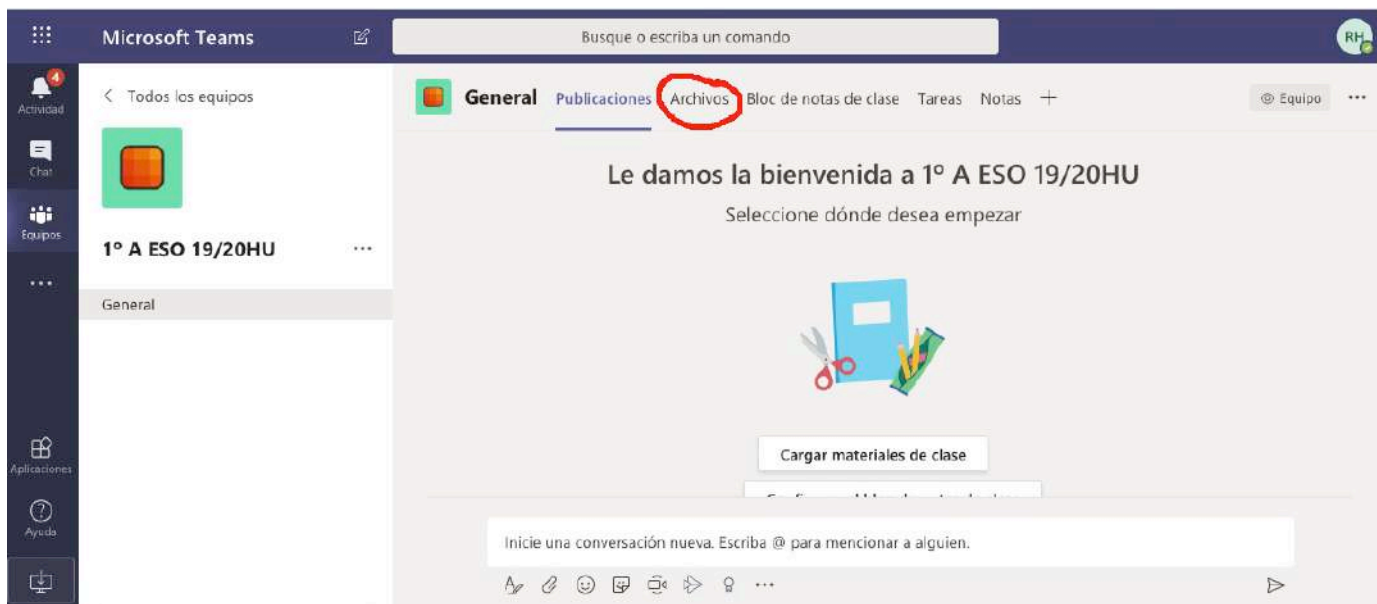 Microsoft Teams
Busque o escriba un comando
RH
4
Actividad
Chat
Equipos
Aplicaciones
Ayuda
Todos los equipos
1º A ESO 19/20HU
General
General Publicaciones Archivos Bloc de notas de clase Tareas Notas
Equipo
Le damos la bienvenida a 1º A ESO 19/20HU
Seleccione dónde desea empezar
Cargar materiales de clase
Inicie una conversación nueva. Escriba @ para mencionar a alguien.